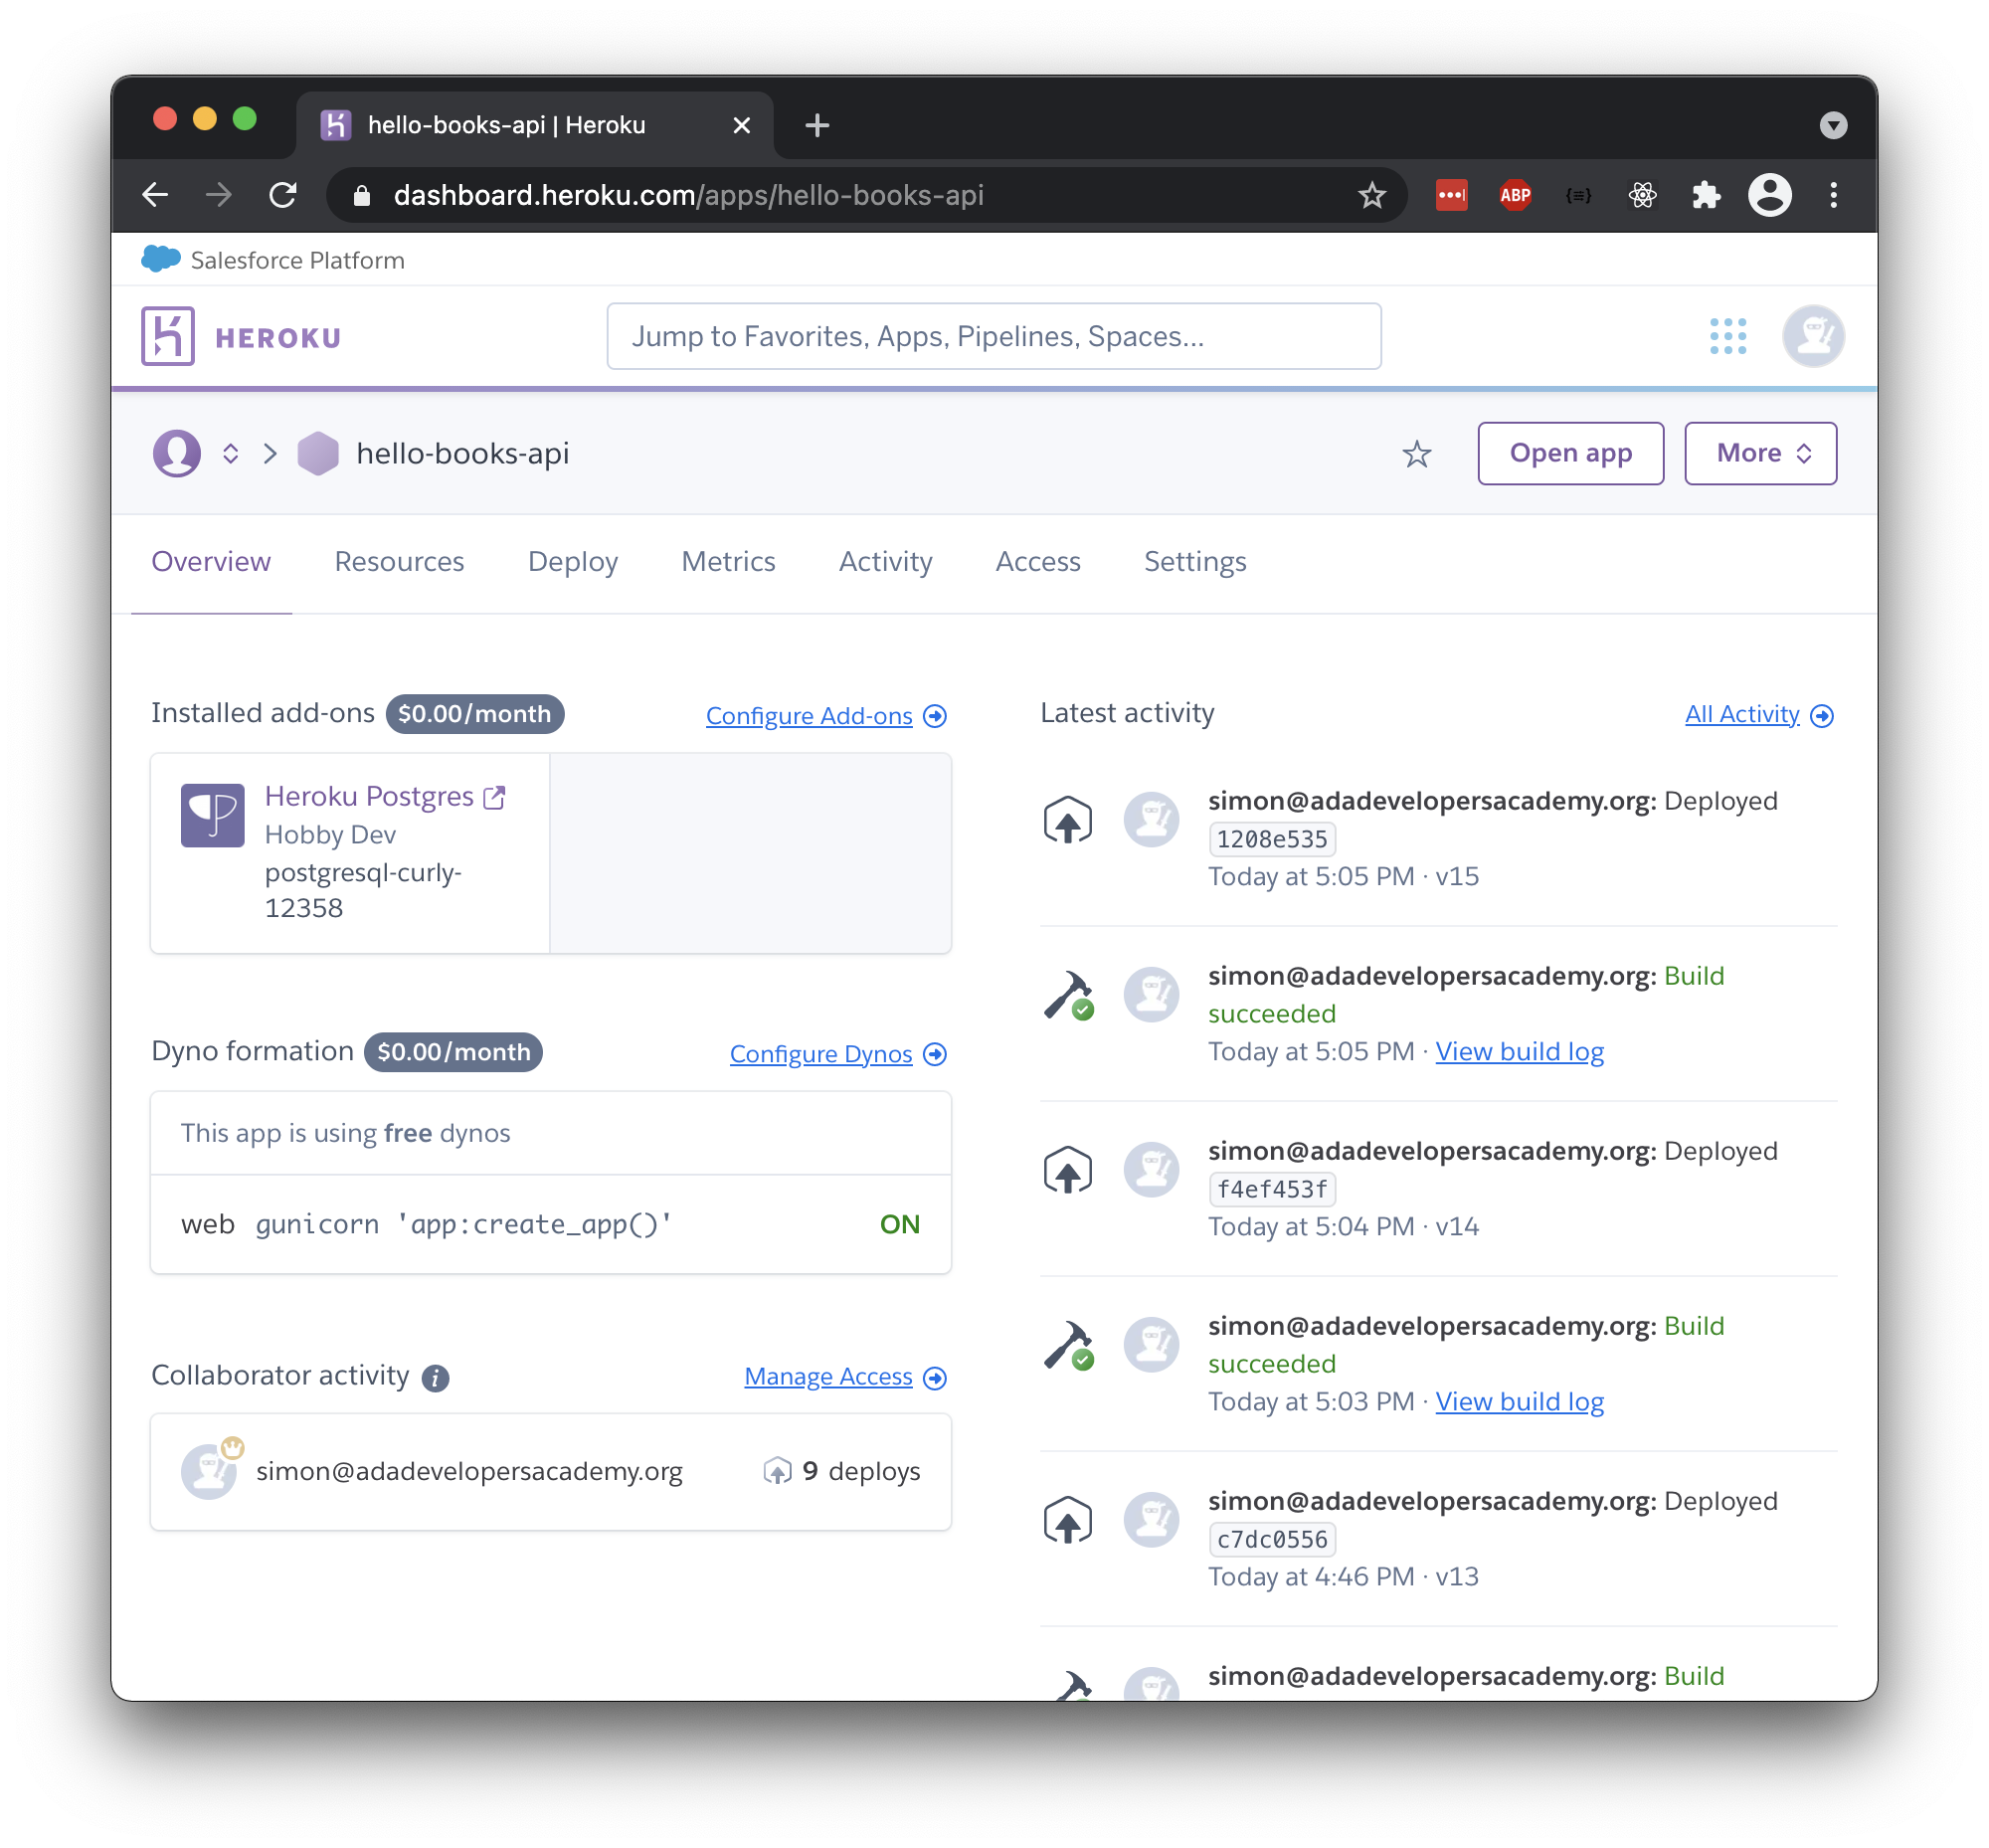 hello-books-api | Heroku
dashboard.heroku.com/apps/hello-books-api
ABP
Salesforce Platform
HEROKU
Jump to Favorites, Apps, Pipelines, Spaces...
hello-books-api
Open app
More
Overview Resources Deploy Metrics Activity Access Settings
Installed add-ons $0.00/month Configure Add-ons
Heroku Postgres
Hobby Dev
postgresql-curly-
12358
Dyno formation $0.00/month Configure Dynos
This app is using free dynos
web gunicorn 'app:create_app()' ON
Collaborator activity Manage Access
simon@adadevelopersacademy.org 9 deploys
Latest activity All Activity
simon@adadevelopersacademy.org: Deployed
1208e535
Today at 5:05 PM · v15
simon@adadevelopersacademy.org: Build
succeeded
Today at 5:05 PM · View build log
simon@adadevelopersacademy.org: Deployed
f4ef453f
Today at 5:04 PM · v14
simon@adadevelopersacademy.org: Build
succeeded
Today at 5:03 PM · View build log
simon@adadevelopersacademy.org: Deployed
c7dc0556
Today at 4:46 PM · v13
simon@adadevelopersacademy.org: Build